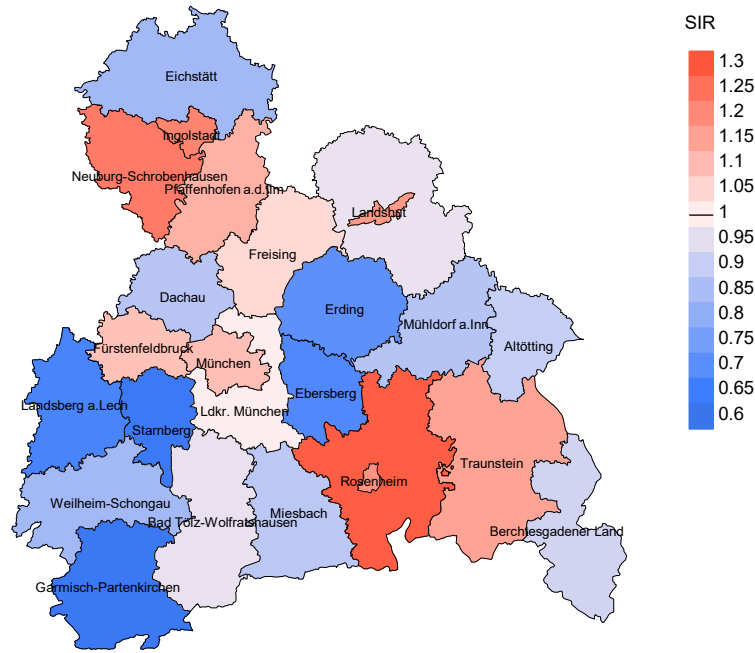 SIR
1.3
1.25
1.2
1.15
1.1
1.05
1
0.95
0.9
0.85
0.8
0.75
0.7
0.65
0.6
Eichstätt
Ingolstadt
Neuburg-Schrobenhausen
Pfaffenhofen a.d.Ilm
Landshut
Freising
Dachau
Erding
Mühldorf a.Inn
Altötting
Fürstenfeldbruck
München
Ebersberg
Landsberg a.Lech
Ldkr. München
Starnberg
Traunstein
Rosenheim
Weilheim-Schongau
Miesbach
Bad Tölz-Wolfratshausen
Berchtesgadener Land
Garmisch-Partenkirchen